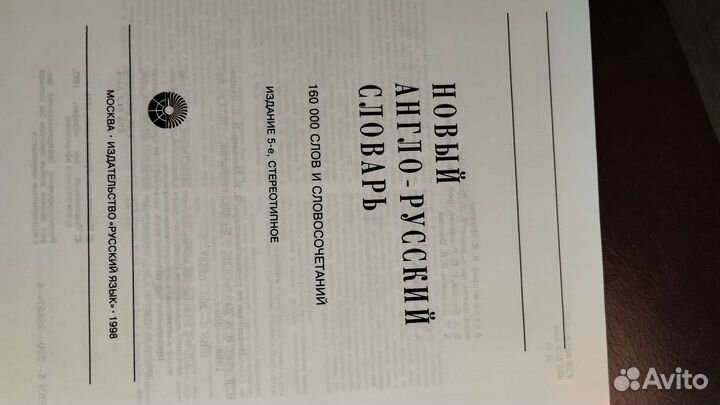 НОВЫЙ
АНГЛО-РУССКИЙ
СЛОВАРЬ
160 000 СЛОВ И СЛОВОСОЧЕТАНИЙ
ИЗДАНИЕ 5-е, СТЕРЕОТИПНОЕ
МОСКВА · ИЗДАТЕЛЬСТВО «РУССКИЙ ЯЗЫК» · 1998
Avito